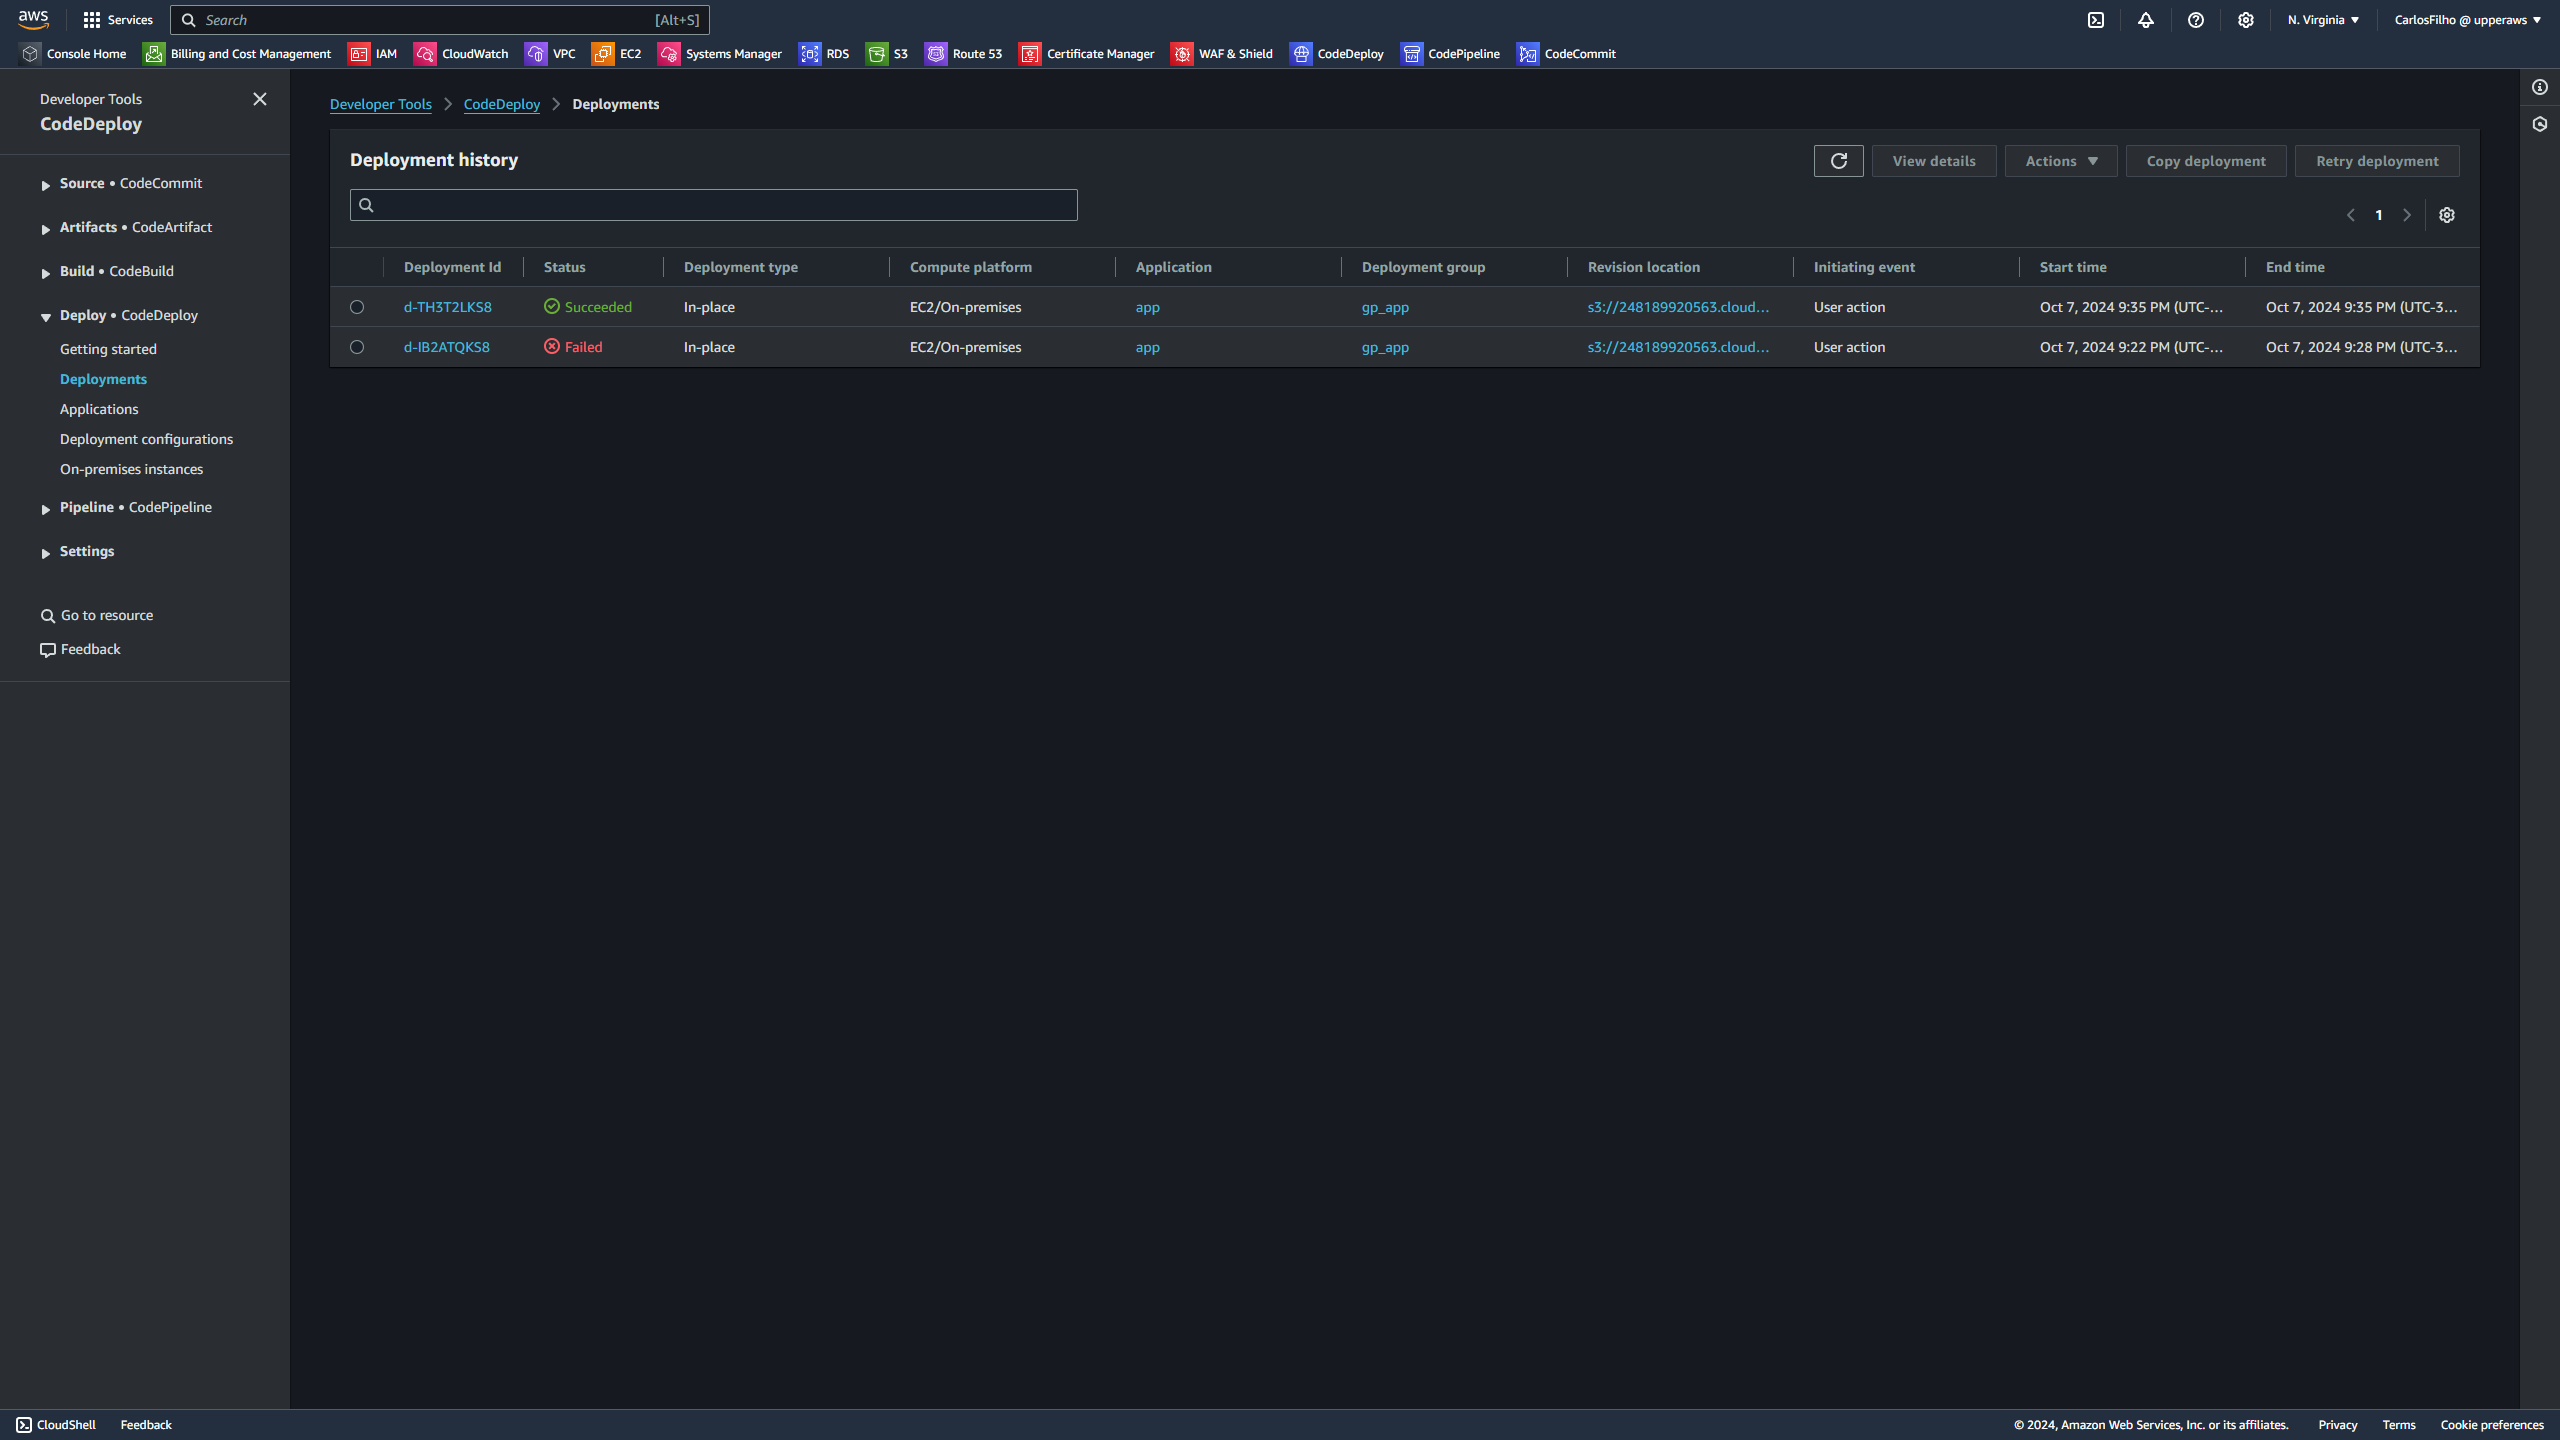 aws Services Search [Alt+S] N. Virginia CarlosFilho @ upperaws
Console Home Billing and Cost Management IAM CloudWatch VPC EC2 Systems Manager RDS S3 Route 53 Certificate Manager WAF & Shield CodeDeploy CodePipeline CodeCommit
Developer Tools
CodeDeploy
Source • CodeCommit
Artifacts • CodeArtifact
Build • CodeBuild
Deploy • CodeDeploy
Getting started
Deployments
Applications
Deployment configurations
On-premises instances
Pipeline • CodePipeline
Settings
Go to resource
Feedback
Developer Tools CodeDeploy Deployments
Deployment history View details Actions Copy deployment Retry deployment
1
Deployment Id Status Deployment type Compute platform Application Deployment group Revision location Initiating event Start time End time
d-TH3T2LKS8 Succeeded In-place EC2/On-premises app gp_app s3://248189920563.cloud... User action Oct 7, 2024 9:35 PM (UTC-... Oct 7, 2024 9:35 PM (UTC-3...
d-IB2ATQKS8 Failed In-place EC2/On-premises app gp_app s3://248189920563.cloud... User action Oct 7, 2024 9:22 PM (UTC-... Oct 7, 2024 9:28 PM (UTC-3...
CloudShell Feedback © 2024, Amazon Web Services, Inc. or its affiliates. Privacy Terms Cookie preferences